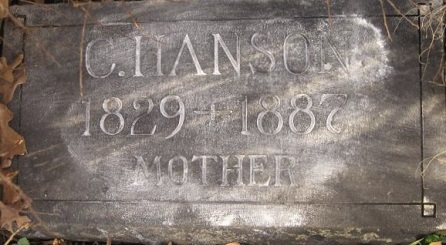 C. HANSON.
1829 - 1887
MOTHER